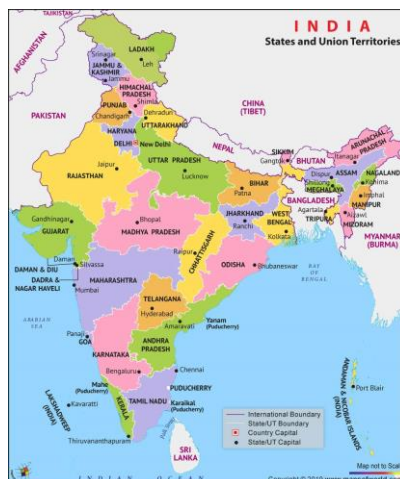 TAJIKISTAN
INDIA
States and Union Territories
AFGHANISTAN
LADAKH
Srinagar
Leh
JAMMU &
KASHMIR
Jammu
HIMACHAL
PRADESH
PAKISTAN
PUNJAB
Shimla
Chandigarh
Dehradun
UTTARAKHAND
CHINA
(TIBET)
HARYANA
DELHI
New Delhi
NEPAL
SIKKIM
Gangtok
BHUTAN
ARUNACHAL
PRADESH
Itanagar
RAJASTHAN
Jaipur
UTTAR PRADESH
Lucknow
BIHAR
Patna
Dispur
ASSAM
NAGALAND
Shillong
Kohima
MEGHALAYA
Imphal
MANIPUR
BANGLADESH
Agartala
Aizawl
TRIPURA
MIZORAM
Gandhinagar
GUJARAT
Bhopal
MADHYA PRADESH
JHARKHAND
Ranchi
WEST
BENGAL
Kolkata
MYANMAR
(BURMA)
Raipur
CHHATTISGARH
Daman
Silvassa
DAMAN & DIU
DADRA &
NAGAR HAVELI
Mumbai
MAHARASHTRA
ODISHA
Bhubaneswar
BAY
OF
BENGAL
ARABIAN
SEA
TELANGANA
Hyderabad
Yanam
(Puducherry)
Amaravati
Panaji
GOA
ANDHRA
PRADESH
KARNATAKA
Bengaluru
Chennai
Mahe
(Puducherry)
PUDUCHERRY
Karaikal
(Puducherry)
LAKSHADWEEP
(INDIA)
Kavaratti
KERALA
TAMIL NADU
Thiruvananthapuram
SRI
LANKA
ANDAMAN & NICOBAR ISLANDS
(INDIA)
Port Blair
International Boundary
State/UT Boundary
Country Capital
State/UT Capital
INDIAN OCEAN
Map not to Scal